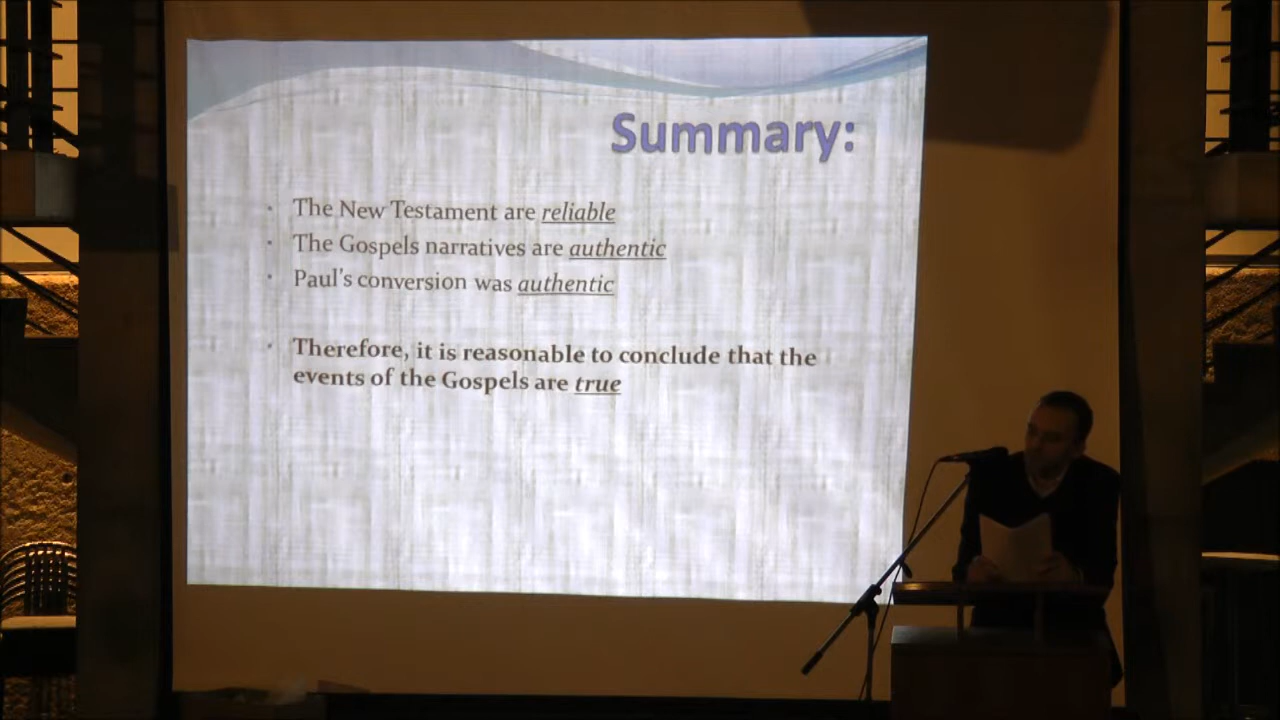 Summary:
The New Testament are reliable
The Gospels narratives are authentic
Paul's conversion was authentic
Therefore, it is reasonable to conclude that the
events of the Gospels are true